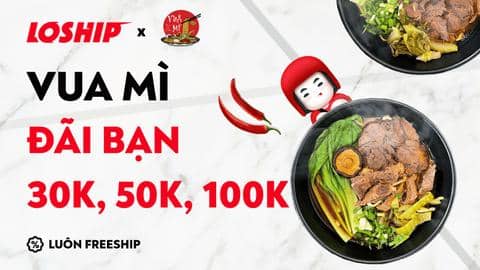 LOSHIP x VUA MÌ
VUA MÌ
ĐÃI BẠN
30K, 50K, 100K
LUÔN FREESHIP